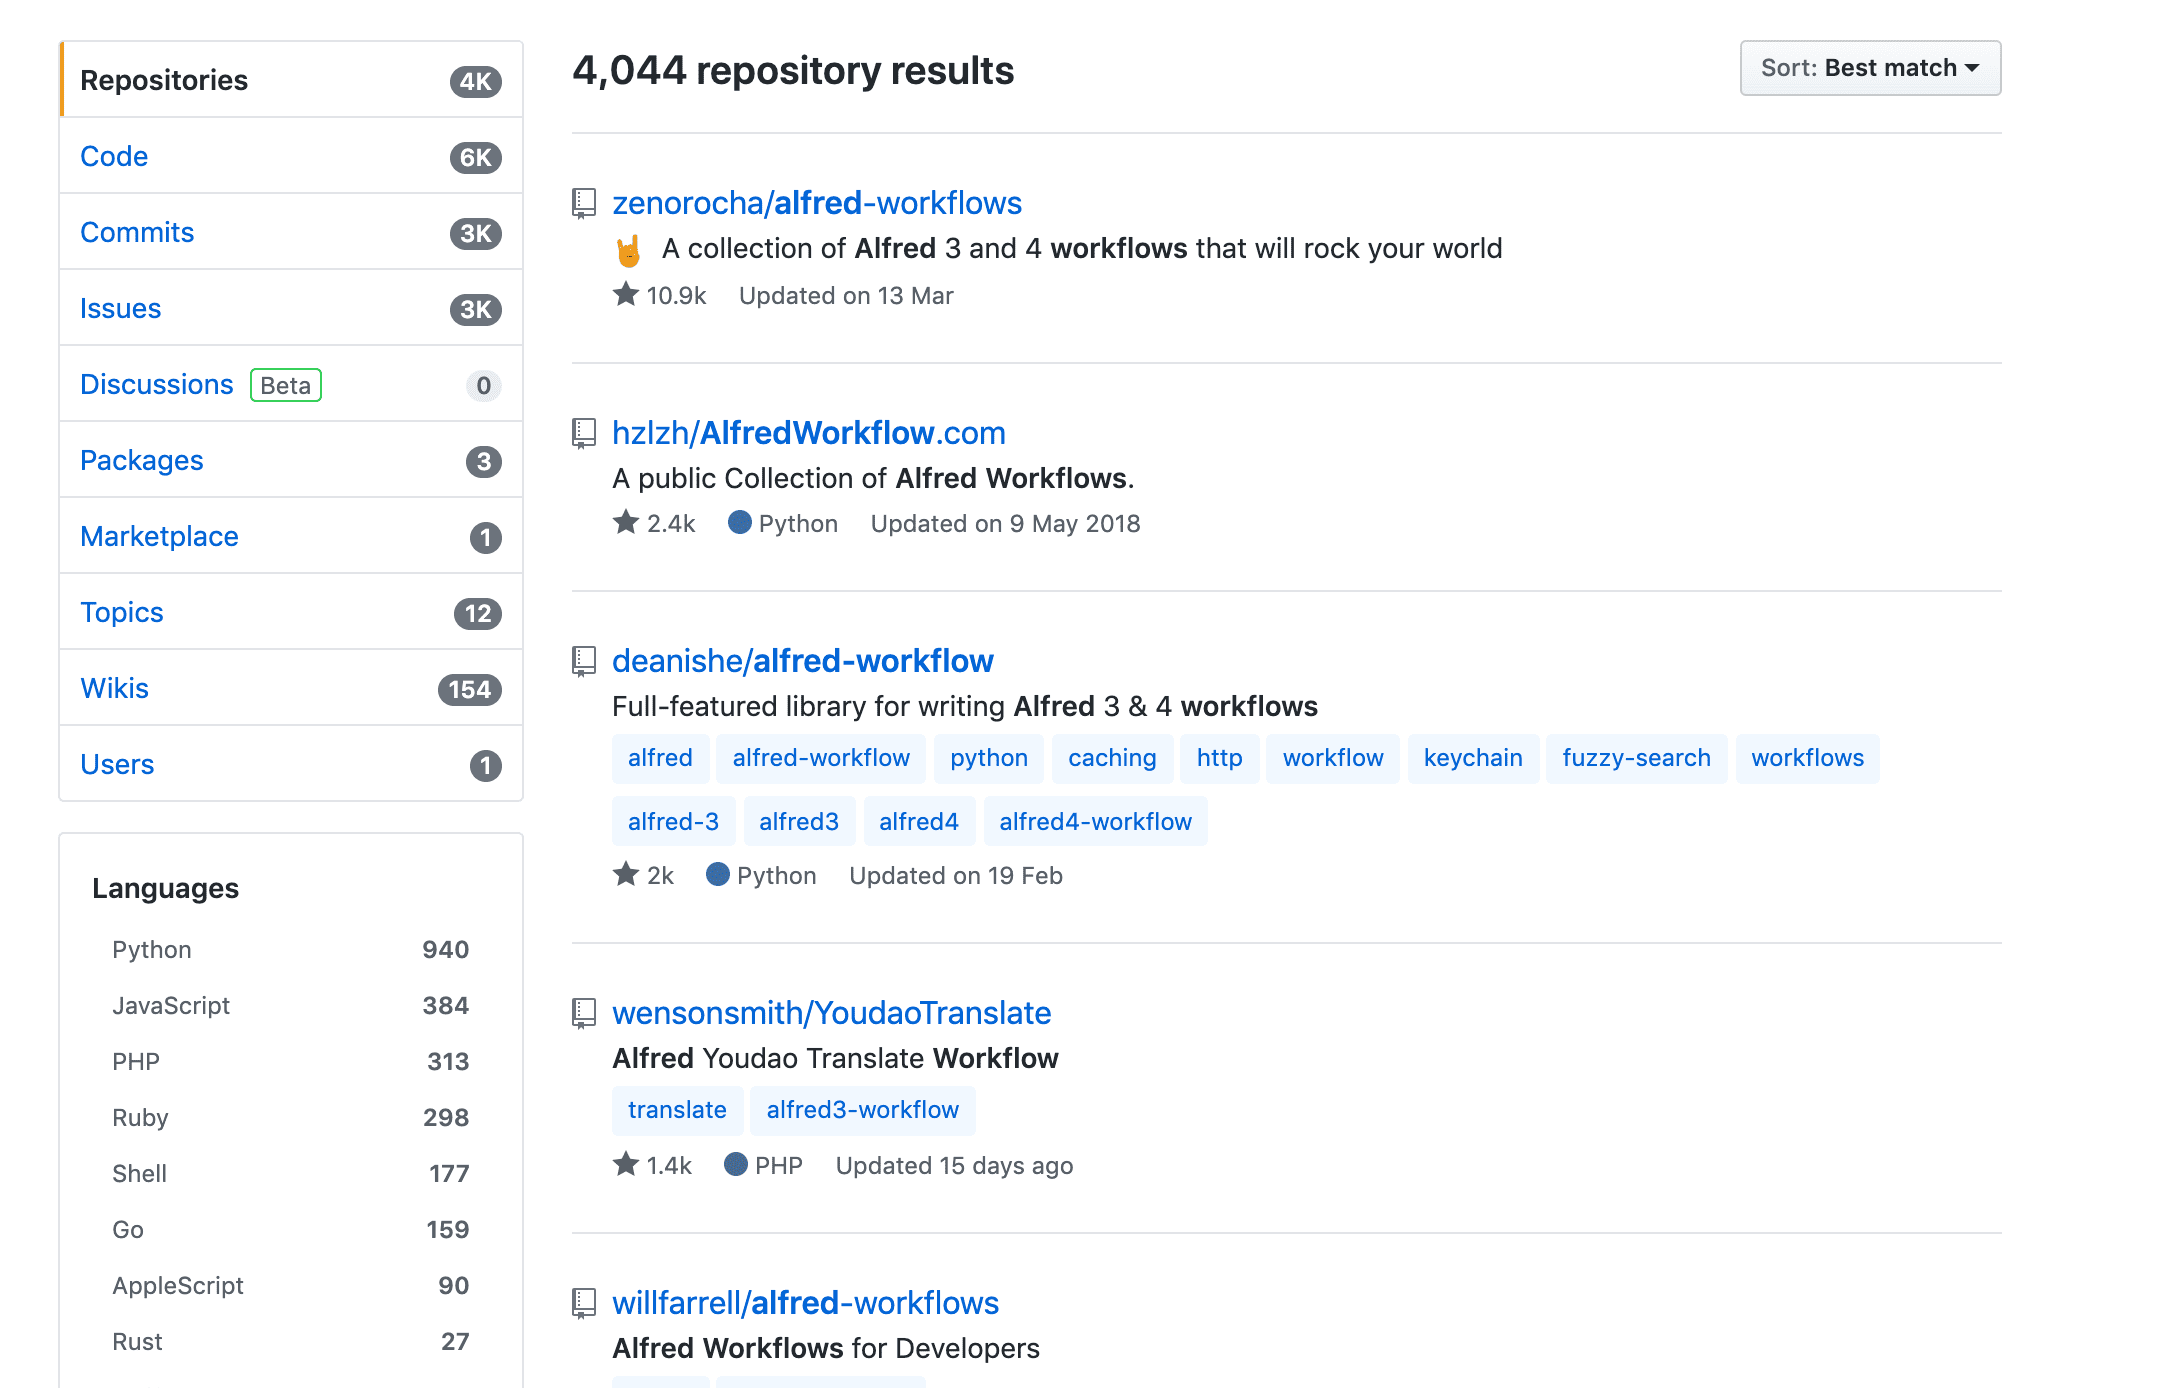 Repositories 4K
Code 6K
Commits 3K
Issues 3K
Discussions Beta 0
Packages 3
Marketplace 1
Topics 12
Wikis 154
Users 1
Languages
Python 940
JavaScript 384
PHP 313
Ruby 298
Shell 177
Go 159
AppleScript 90
Rust 27
4,044 repository results
Sort: Best match
zenorocha/alfred-workflows
🤘 A collection of Alfred 3 and 4 workflows that will rock your world
10.9k Updated on 13 Mar
hzlzh/AlfredWorkflow.com
A public Collection of Alfred Workflows.
2.4k Python Updated on 9 May 2018
deanishe/alfred-workflow
Full-featured library for writing Alfred 3 & 4 workflows
alfred alfred-workflow python caching http workflow keychain fuzzy-search workflows
alfred-3 alfred3 alfred4 alfred4-workflow
2k Python Updated on 19 Feb
wensonsmith/YoudaoTranslate
Alfred Youdao Translate Workflow
translate alfred3-workflow
1.4k PHP Updated 15 days ago
willfarrell/alfred-workflows
Alfred Workflows for Developers